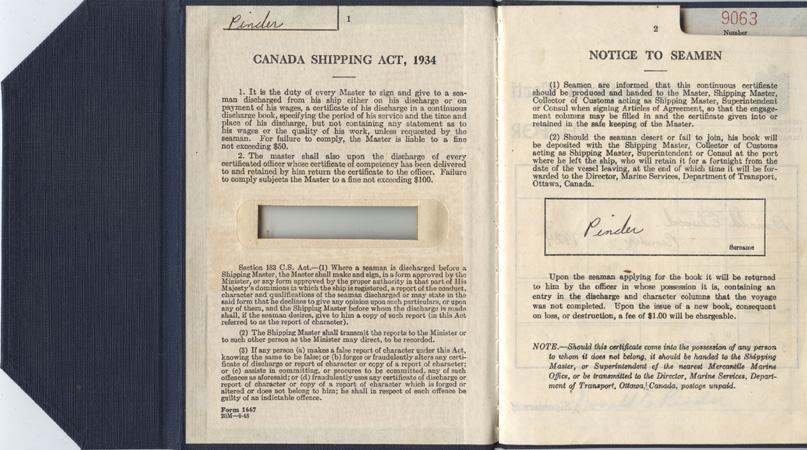 Pinder
1
CANADA SHIPPING ACT, 1934
1. It is the duty of every Master to sign and give to a sea-
man discharged from his ship either on his discharge or on
payment of his wages, a certificate of his discharge in a continuous
discharge book, specifying the period of his service and the time and
place of his discharge, but not containing any statement as to
his wages or the quality of his work, unless requested by the
seaman. For failure to comply, the Master is liable to a fine
not exceeding $50.
2. The master shall also upon the discharge of every
certificated officer whose certificate of competency has been delivered
to and retained by him return the certificate to the officer. Failure
to comply subjects the Master to a fine not exceeding $100.
Section 183 C.S. Act.—(1) Where a seaman is discharged before a
Shipping Master, the Master shall make and sign, in a form approved by the
Minister, or any form approved by the proper authority in that part of His
Majesty's dominions in which the ship is registered, a report of the conduct,
character and qualifications of the seaman discharged or may state in the
said form that he declines to give any opinion upon such particulars, or upon
any of them, and the Shipping Master before whom the discharge is made
shall, if the seaman desires, give to him a copy of such report (in this Act
referred to as the report of character).
(2) The Shipping Master shall transmit the reports to the Minister or
to such other person as the Minister may direct, to be recorded.
(3) If any person (a) makes a false report of character under this Act,
knowing the same to be false; or (b) forges or fraudulently alters any certi-
ficate of discharge or report of character or copy of a report of character;
or (c) assists in committing, or procures to be committed, any of such
offences as aforesaid; or (d) fraudulently uses any certificate of discharge or
report of character or copy of a report of character which is forged or
altered or does not belong to him; he shall in respect of each offence be
guilty of an indictable offence.
Form 1667
20M—6-45
2
9063
Number
NOTICE TO SEAMEN
(1) Seamen are informed that this continuous certificate
should be produced and handed to the Master, Shipping Master,
Collector of Customs acting as Shipping Master, Superintendent
or Consul when signing Articles of Agreement, so that the engage-
ment columns may be filled in and the certificate given into or
retained in the safe keeping of the Master.
(2) Should the seaman desert or fail to join, his book will
be deposited with the Shipping Master, Collector of Customs
acting as Shipping Master, Superintendent or Consul at the port
where he left the ship, who will retain it for a fortnight from the
date of the vessel leaving, at the end of which time it will be for-
warded to the Director, Marine Services, Department of Transport,
Ottawa, Canada.
Pinder
Surname
Upon the seaman applying for the book it will be returned
to him by the officer in whose possession it is, containing an
entry in the discharge and character columns that the voyage
was not completed. Upon the issue of a new book, consequent
on loss, or destruction, a fee of $1.00 will be chargeable.
NOTE.—Should this certificate come into the possession of any person
to whom it does not belong, it should be handed to the Shipping
Master, or Superintendent of the nearest Mercantile Marine
Office, or be transmitted to the Director, Marine Services, Depart-
ment of Transport, Ottawa, Canada, postage unpaid.